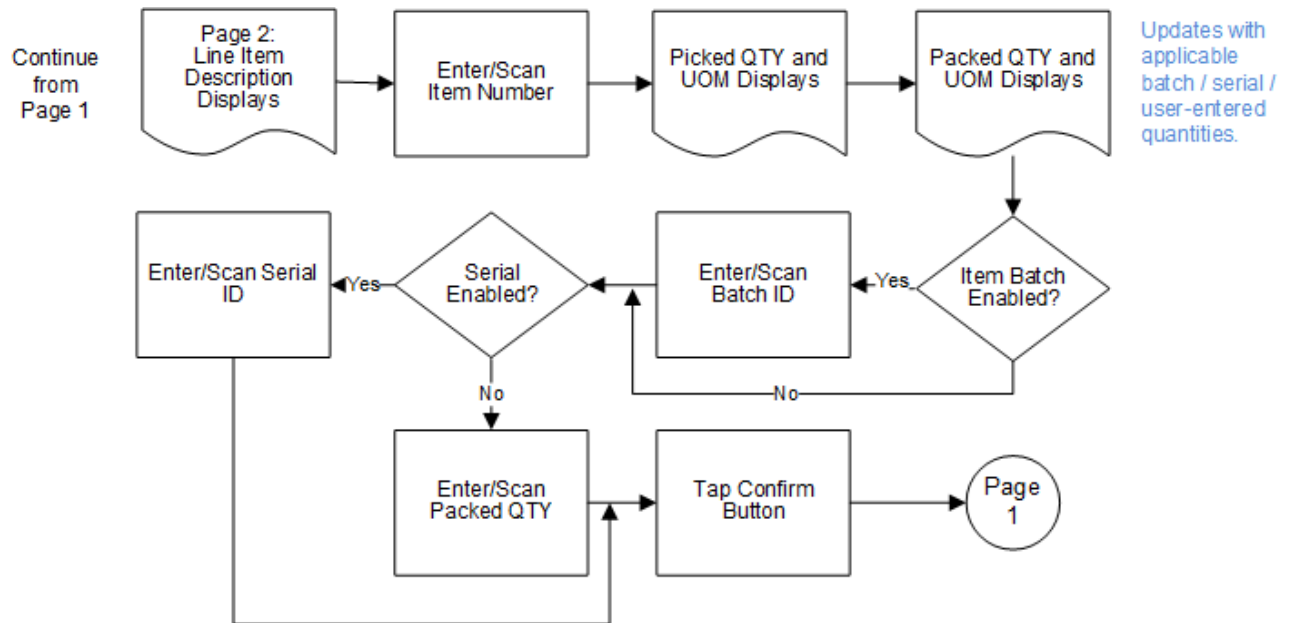 Continue
from
Page 1
Page 2:
Line Item
Description
Displays
Enter/Scan
Item Number
Picked QTY and
UOM Displays
Packed QTY and
UOM Displays
Updates with
applicable
batch / serial /
user-entered
quantities.
Enter/Scan Serial
ID
Yes
Serial
Enabled?
Enter/Scan
Batch ID
Yes
Item Batch
Enabled?
No
No
Enter/Scan
Packed QTY
Tap Confirm
Button
Page
1